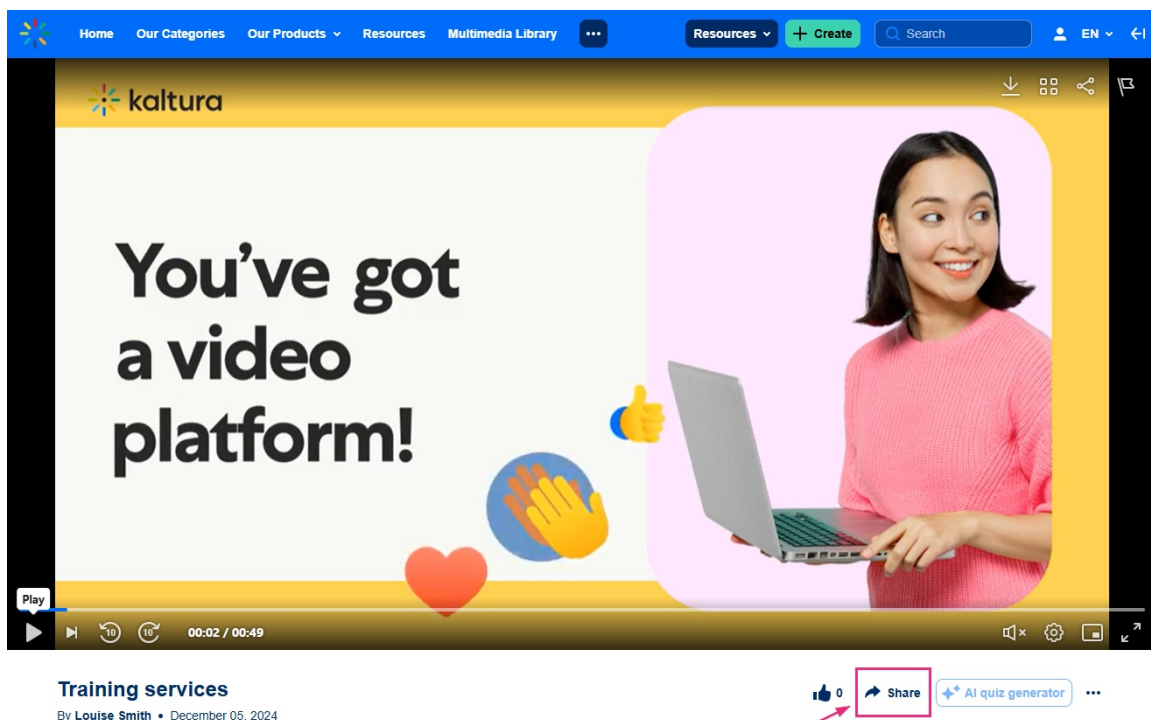 Home Our Categories Our Products Resources Multimedia Library ... Resources + Create Search EN
kaltura
You've got
a video
platform!
Play
10 10 00:02 / 00:49
Training services
0 Share AI quiz generator ...
By Louise Smith • December 05, 2024